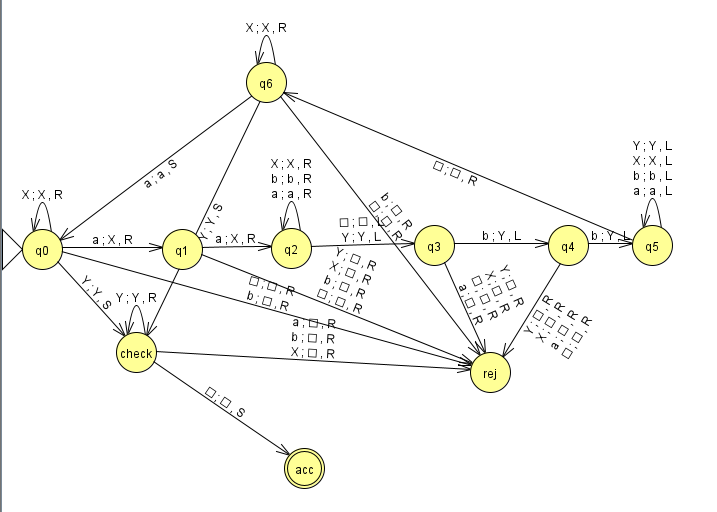 X ; X , R
q6
X ; X , R
a ; a , S
X ; X , R
b ; b , R
a ; a , R
□ ; □ , R
Y ; Y , L
X ; X , L
b ; b , L
a ; a , L
b ; □ , R
□ ; □ , R
Y ; Y , S
q0
a ; X , R
q1
a ; X , R
q2
□ ; □ , L
Y ; Y , L
q3
b ; Y , L
q4
b ; Y , L
q5
Y ; Y , S
Y ; Y , R
□ ; □ , R
b ; □ , R
Y ; □ , R
X ; □ , R
b ; □ , R
□ ; □ , R
Y ; □ , R
X ; □ , R
a ; □ , R
a , □ , R
b ; □ , R
X ; □ , R
check
rej
□ ; □ , S
acc